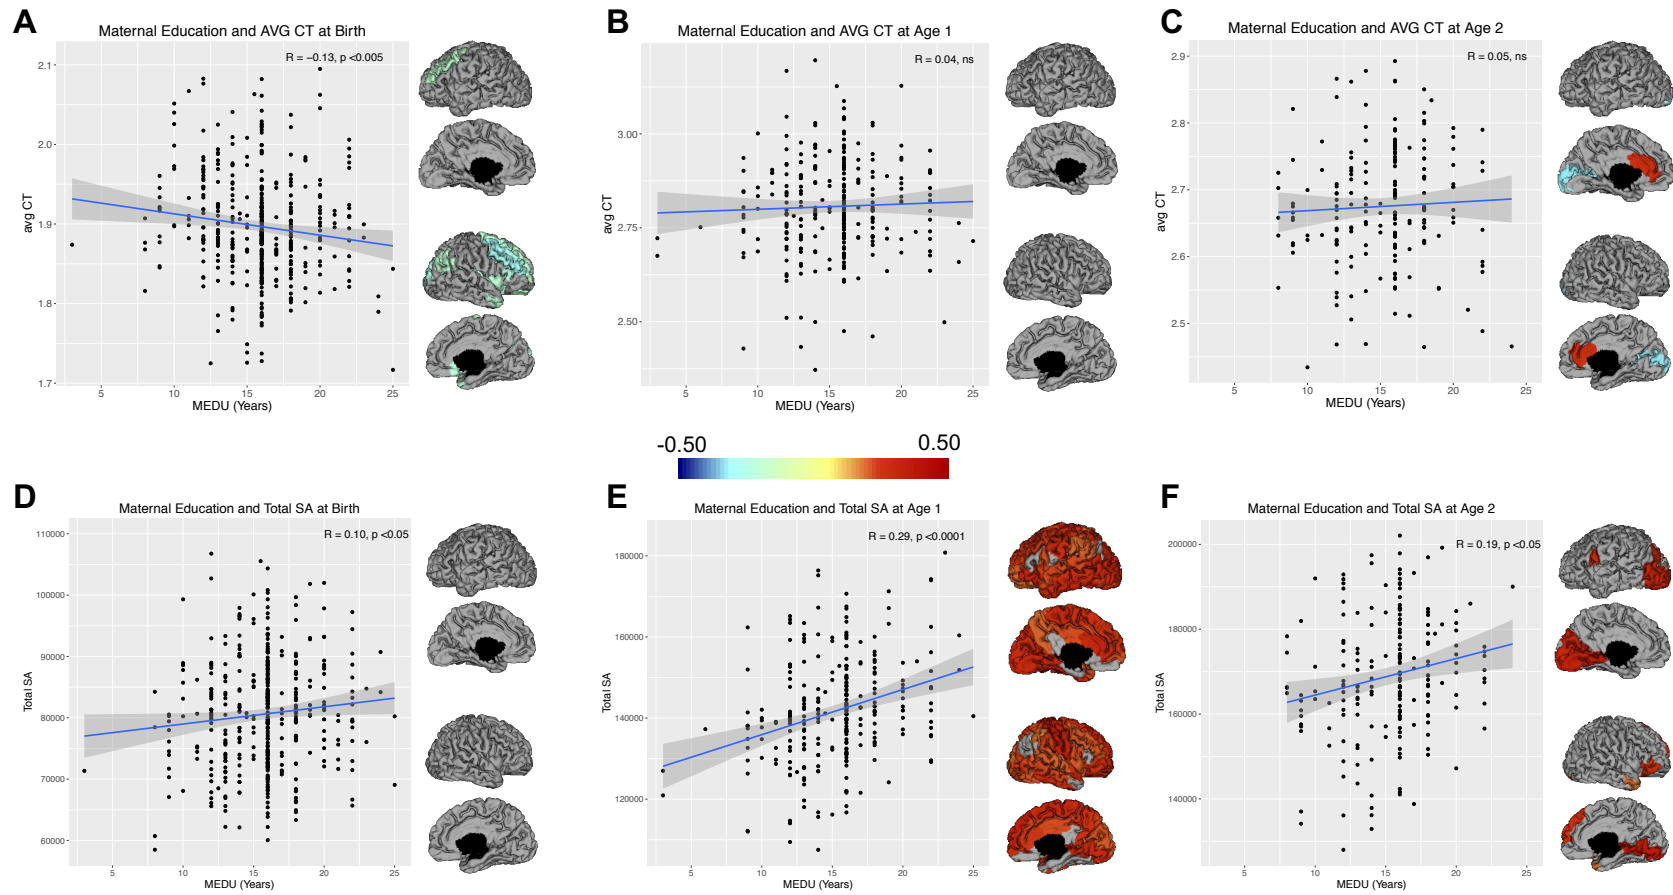 A
Maternal Education and AVG CT at Birth
R = −0.13, p <0.005
2.1
2.0
1.9
1.8
1.7
avg CT
5 10 15 20 25
MEDU (Years)
B
Maternal Education and AVG CT at Age 1
R = 0.04, ns
3.00
2.75
2.50
avg CT
5 10 15 20 25
MEDU (Years)
C
Maternal Education and AVG CT at Age 2
R = 0.05, ns
2.9
2.8
2.7
2.6
2.5
avg CT
5 10 15 20 25
MEDU (Years)
-0.50 0.50
D
Maternal Education and Total SA at Birth
R = 0.10, p <0.05
110000
100000
90000
80000
70000
60000
Total SA
5 10 15 20 25
MEDU (Years)
E
Maternal Education and Total SA at Age 1
R = 0.29, p <0.0001
180000
160000
140000
120000
Total SA
5 10 15 20 25
MEDU (Years)
F
Maternal Education and Total SA at Age 2
R = 0.19, p <0.05
200000
180000
160000
140000
Total SA
5 10 15 20 25
MEDU (Years)